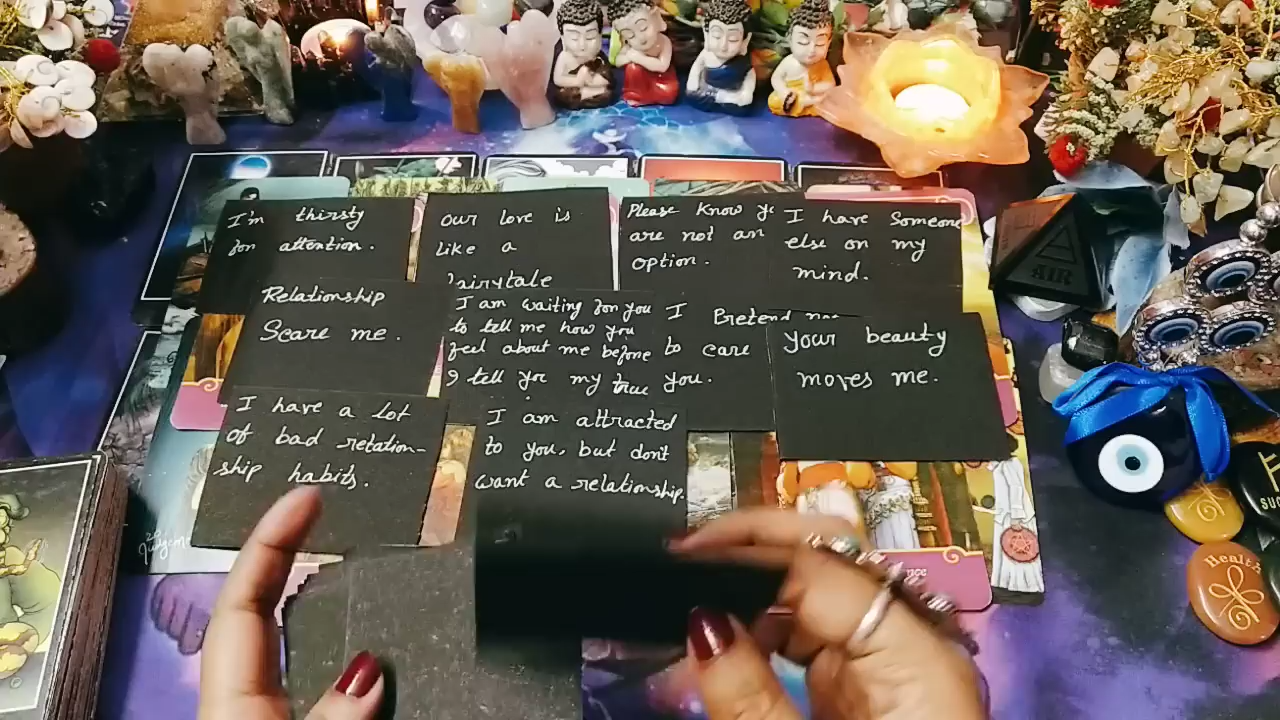 I'm thirsty
for attention.
our love is
Like a
fairytale
Please Know
are not an
option.
I have Someone
else on my
mind.
Relationship
Scare me.
I am waiting for you
to tell me how you
feel about me before
I tell you my true
I Pretend not
to care
you.
your beauty
moves me.
I have a lot
of bad relation-
ship habits.
I am attracted
to you, but don't
want a relationship.
AIR
Health